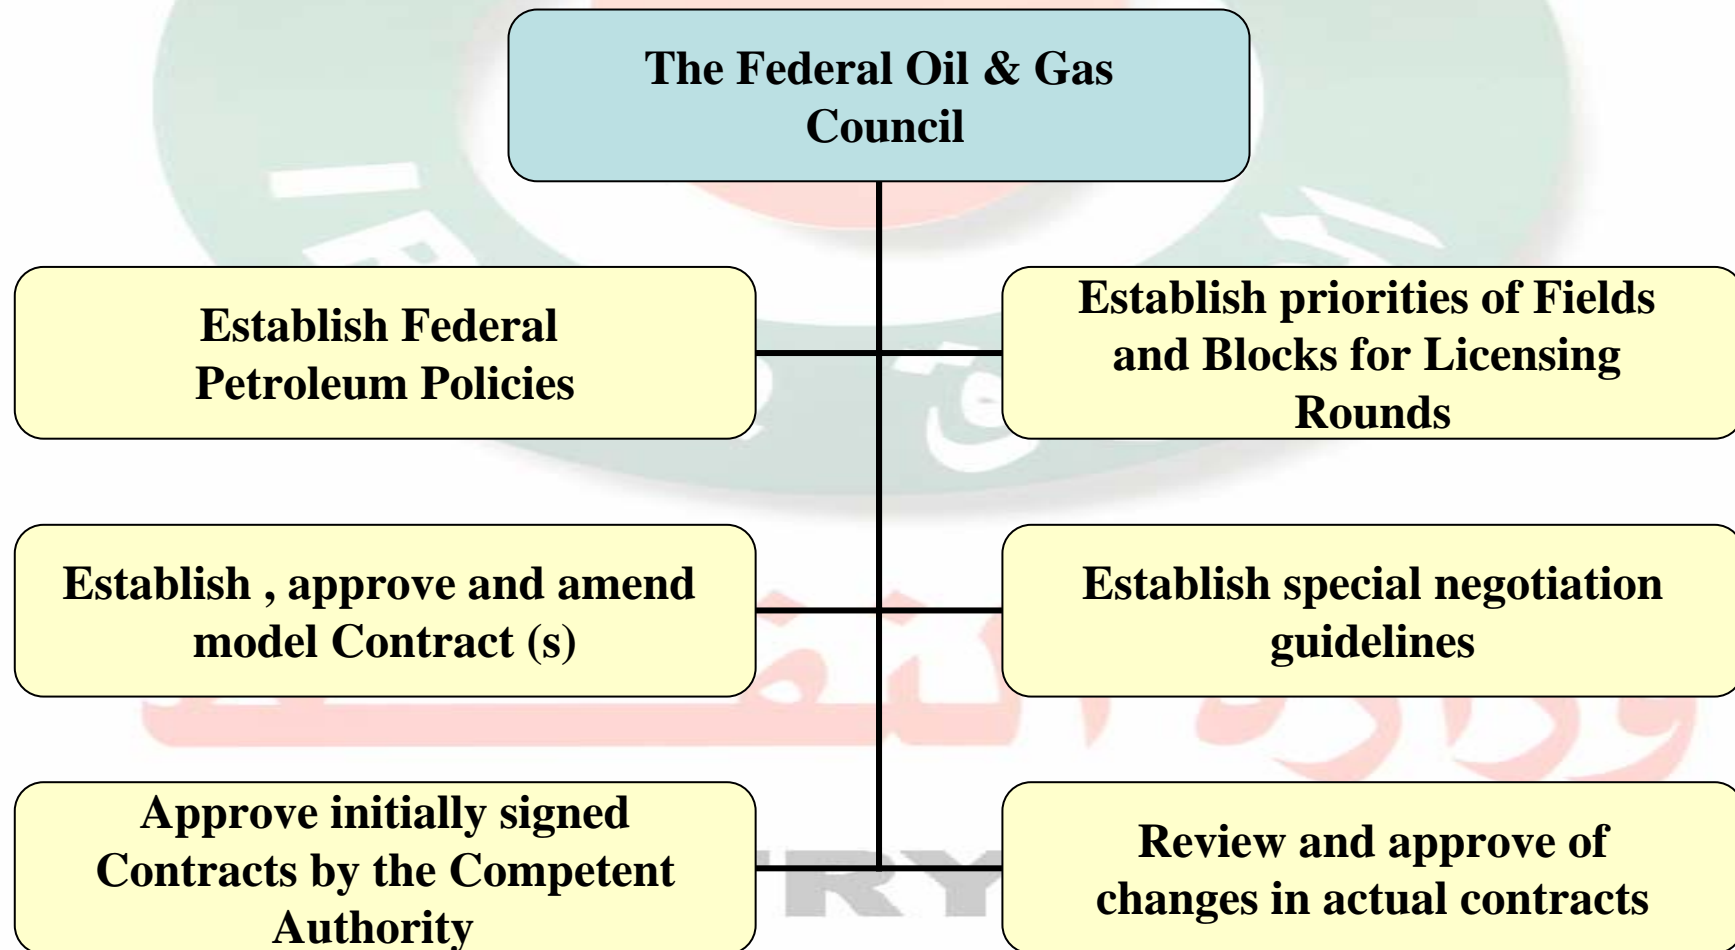 The Federal Oil & Gas
Council
Establish Federal
Petroleum Policies
Establish priorities of Fields
and Blocks for Licensing
Rounds
Establish , approve and amend
model Contract (s)
Establish special negotiation
guidelines
Approve initially signed
Contracts by the Competent
Authority
Review and approve of
changes in actual contracts